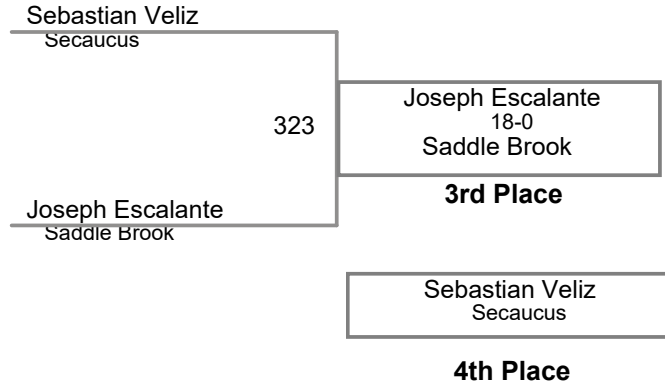 Sebastian Veliz
Secaucus
323
Joseph Escalante
18-0
Saddle Brook
3rd Place
Joseph Escalante
Saddle Brook
Sebastian Veliz
Secaucus
4th Place